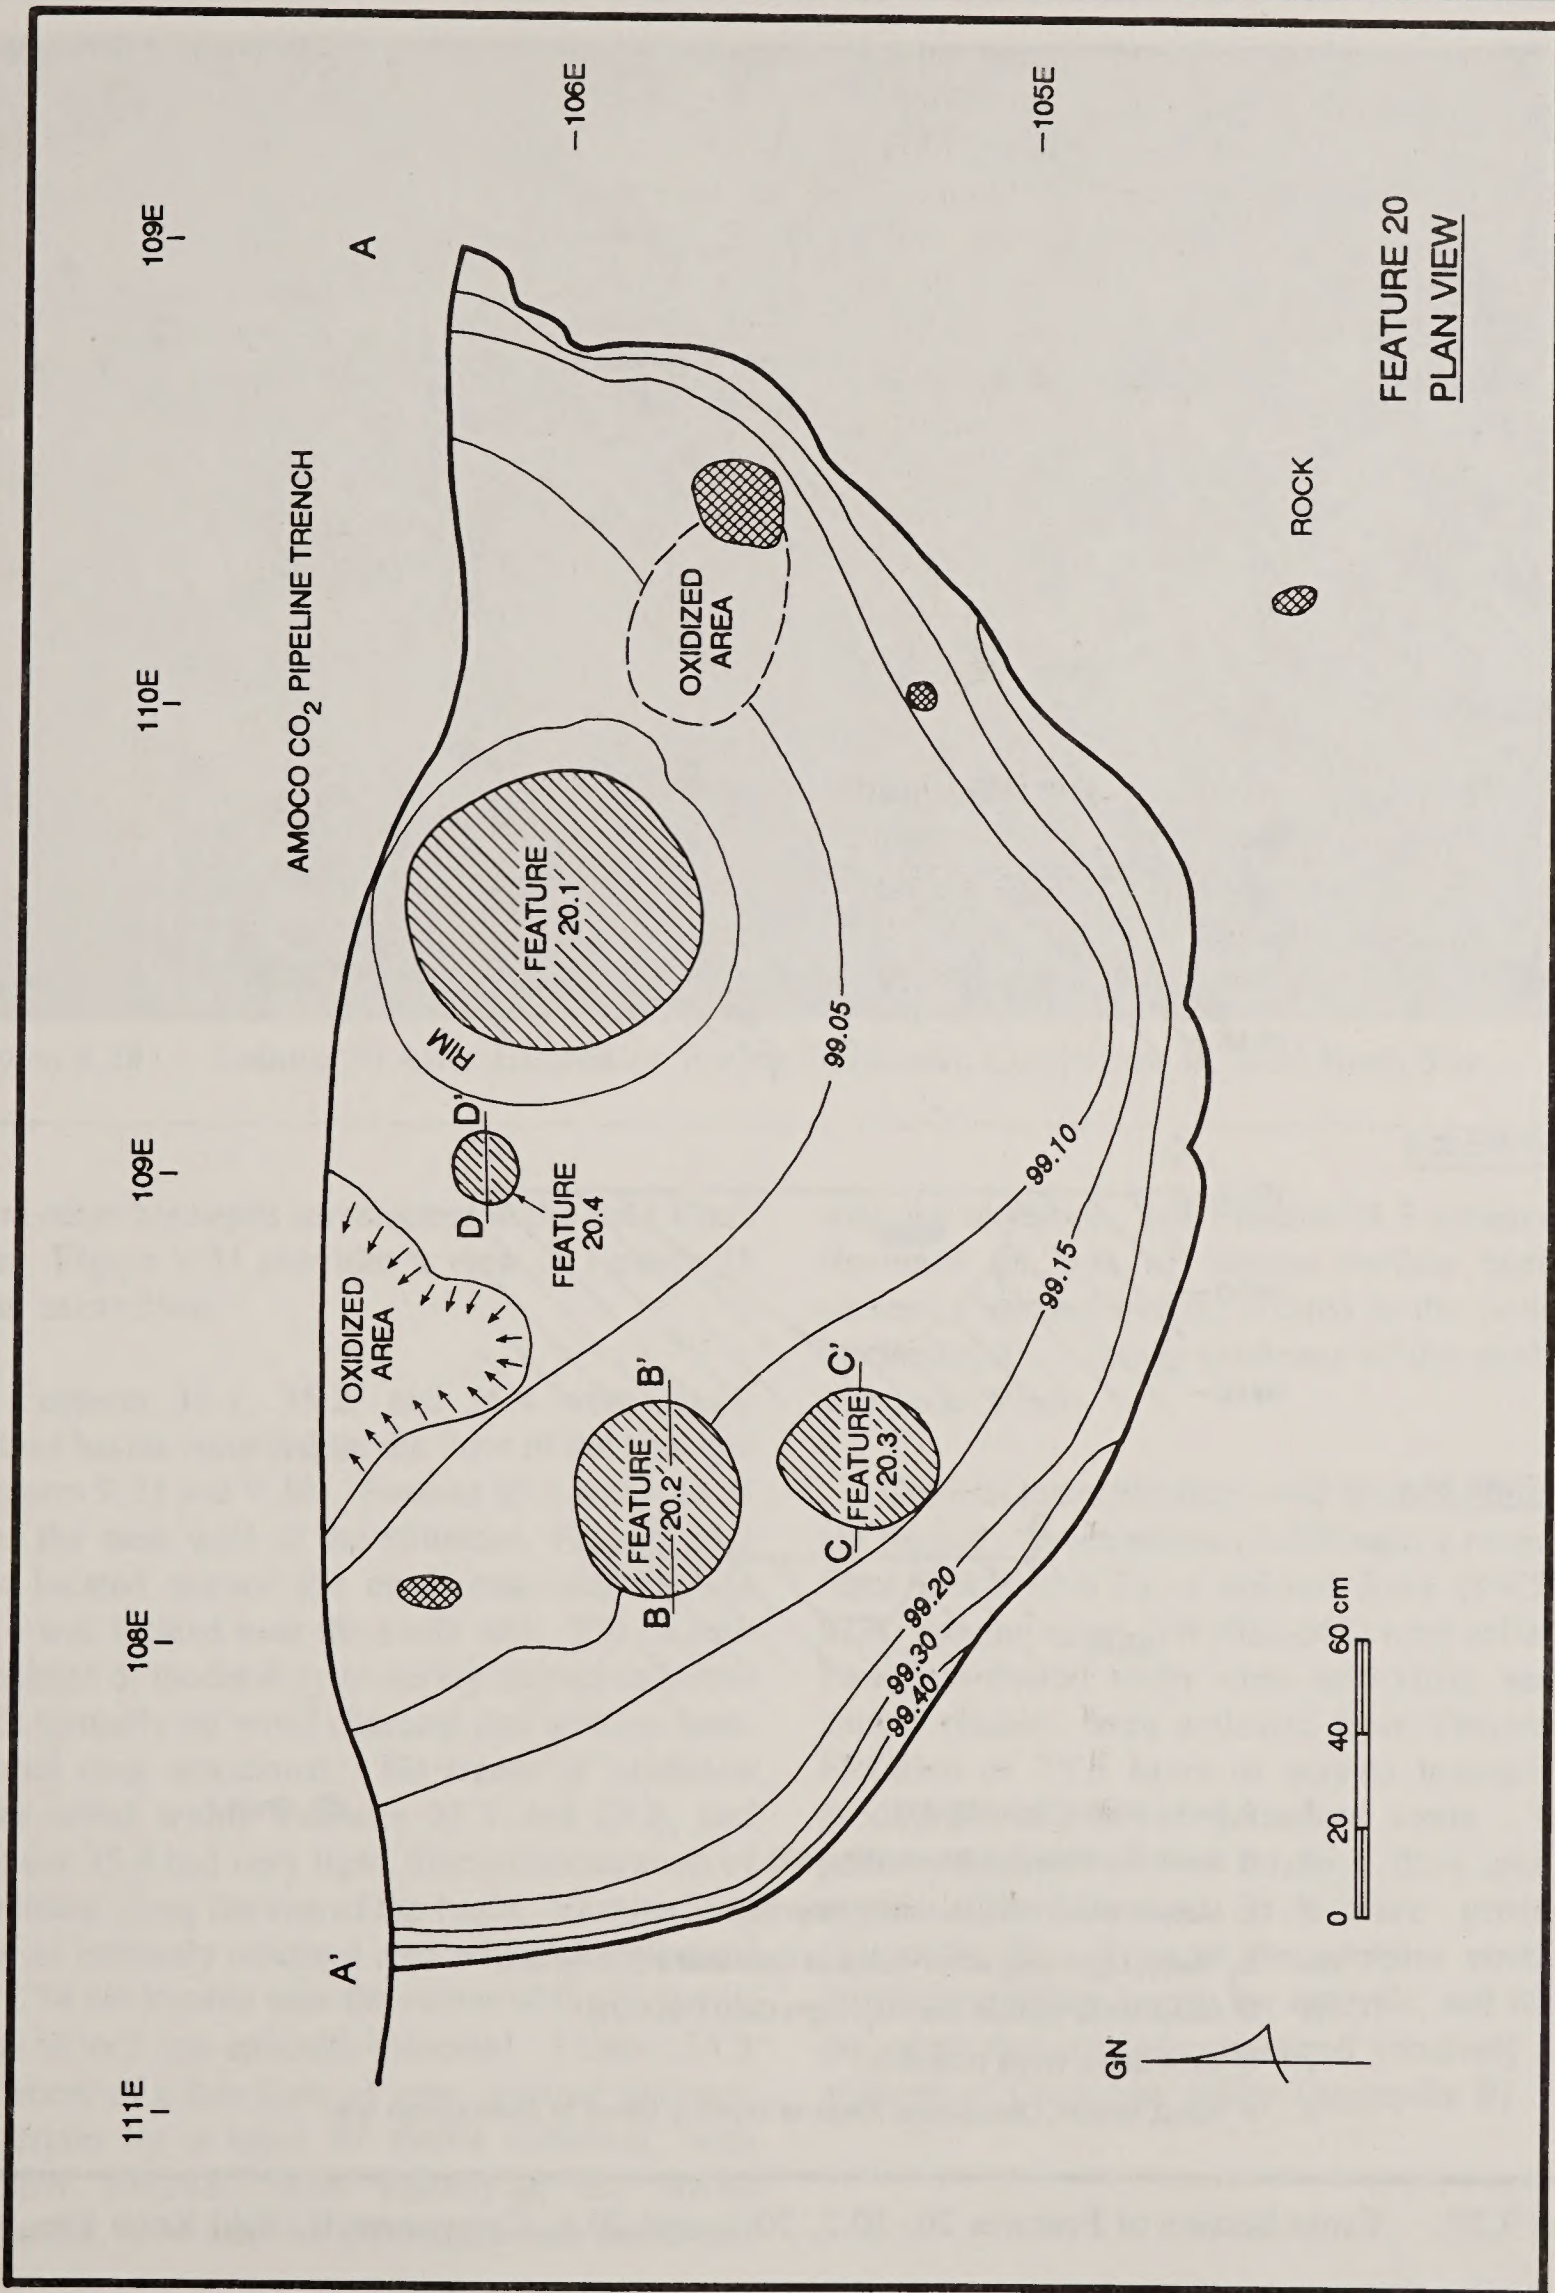 111E
108E
109E
110E
109E
A'
AMOCO CO₂ PIPELINE TRENCH
A
OXIDIZED
AREA
RIM
D
D'
FEATURE
20.4
FEATURE
20.1
–106E
B
B'
FEATURE
20.2
OXIDIZED
AREA
C
C'
FEATURE
20.3
99.05
99.10
99.15
99.20
99.30
99.40
–105E
GN
0
20
40
60 cm
ROCK
FEATURE 20
PLAN VIEW